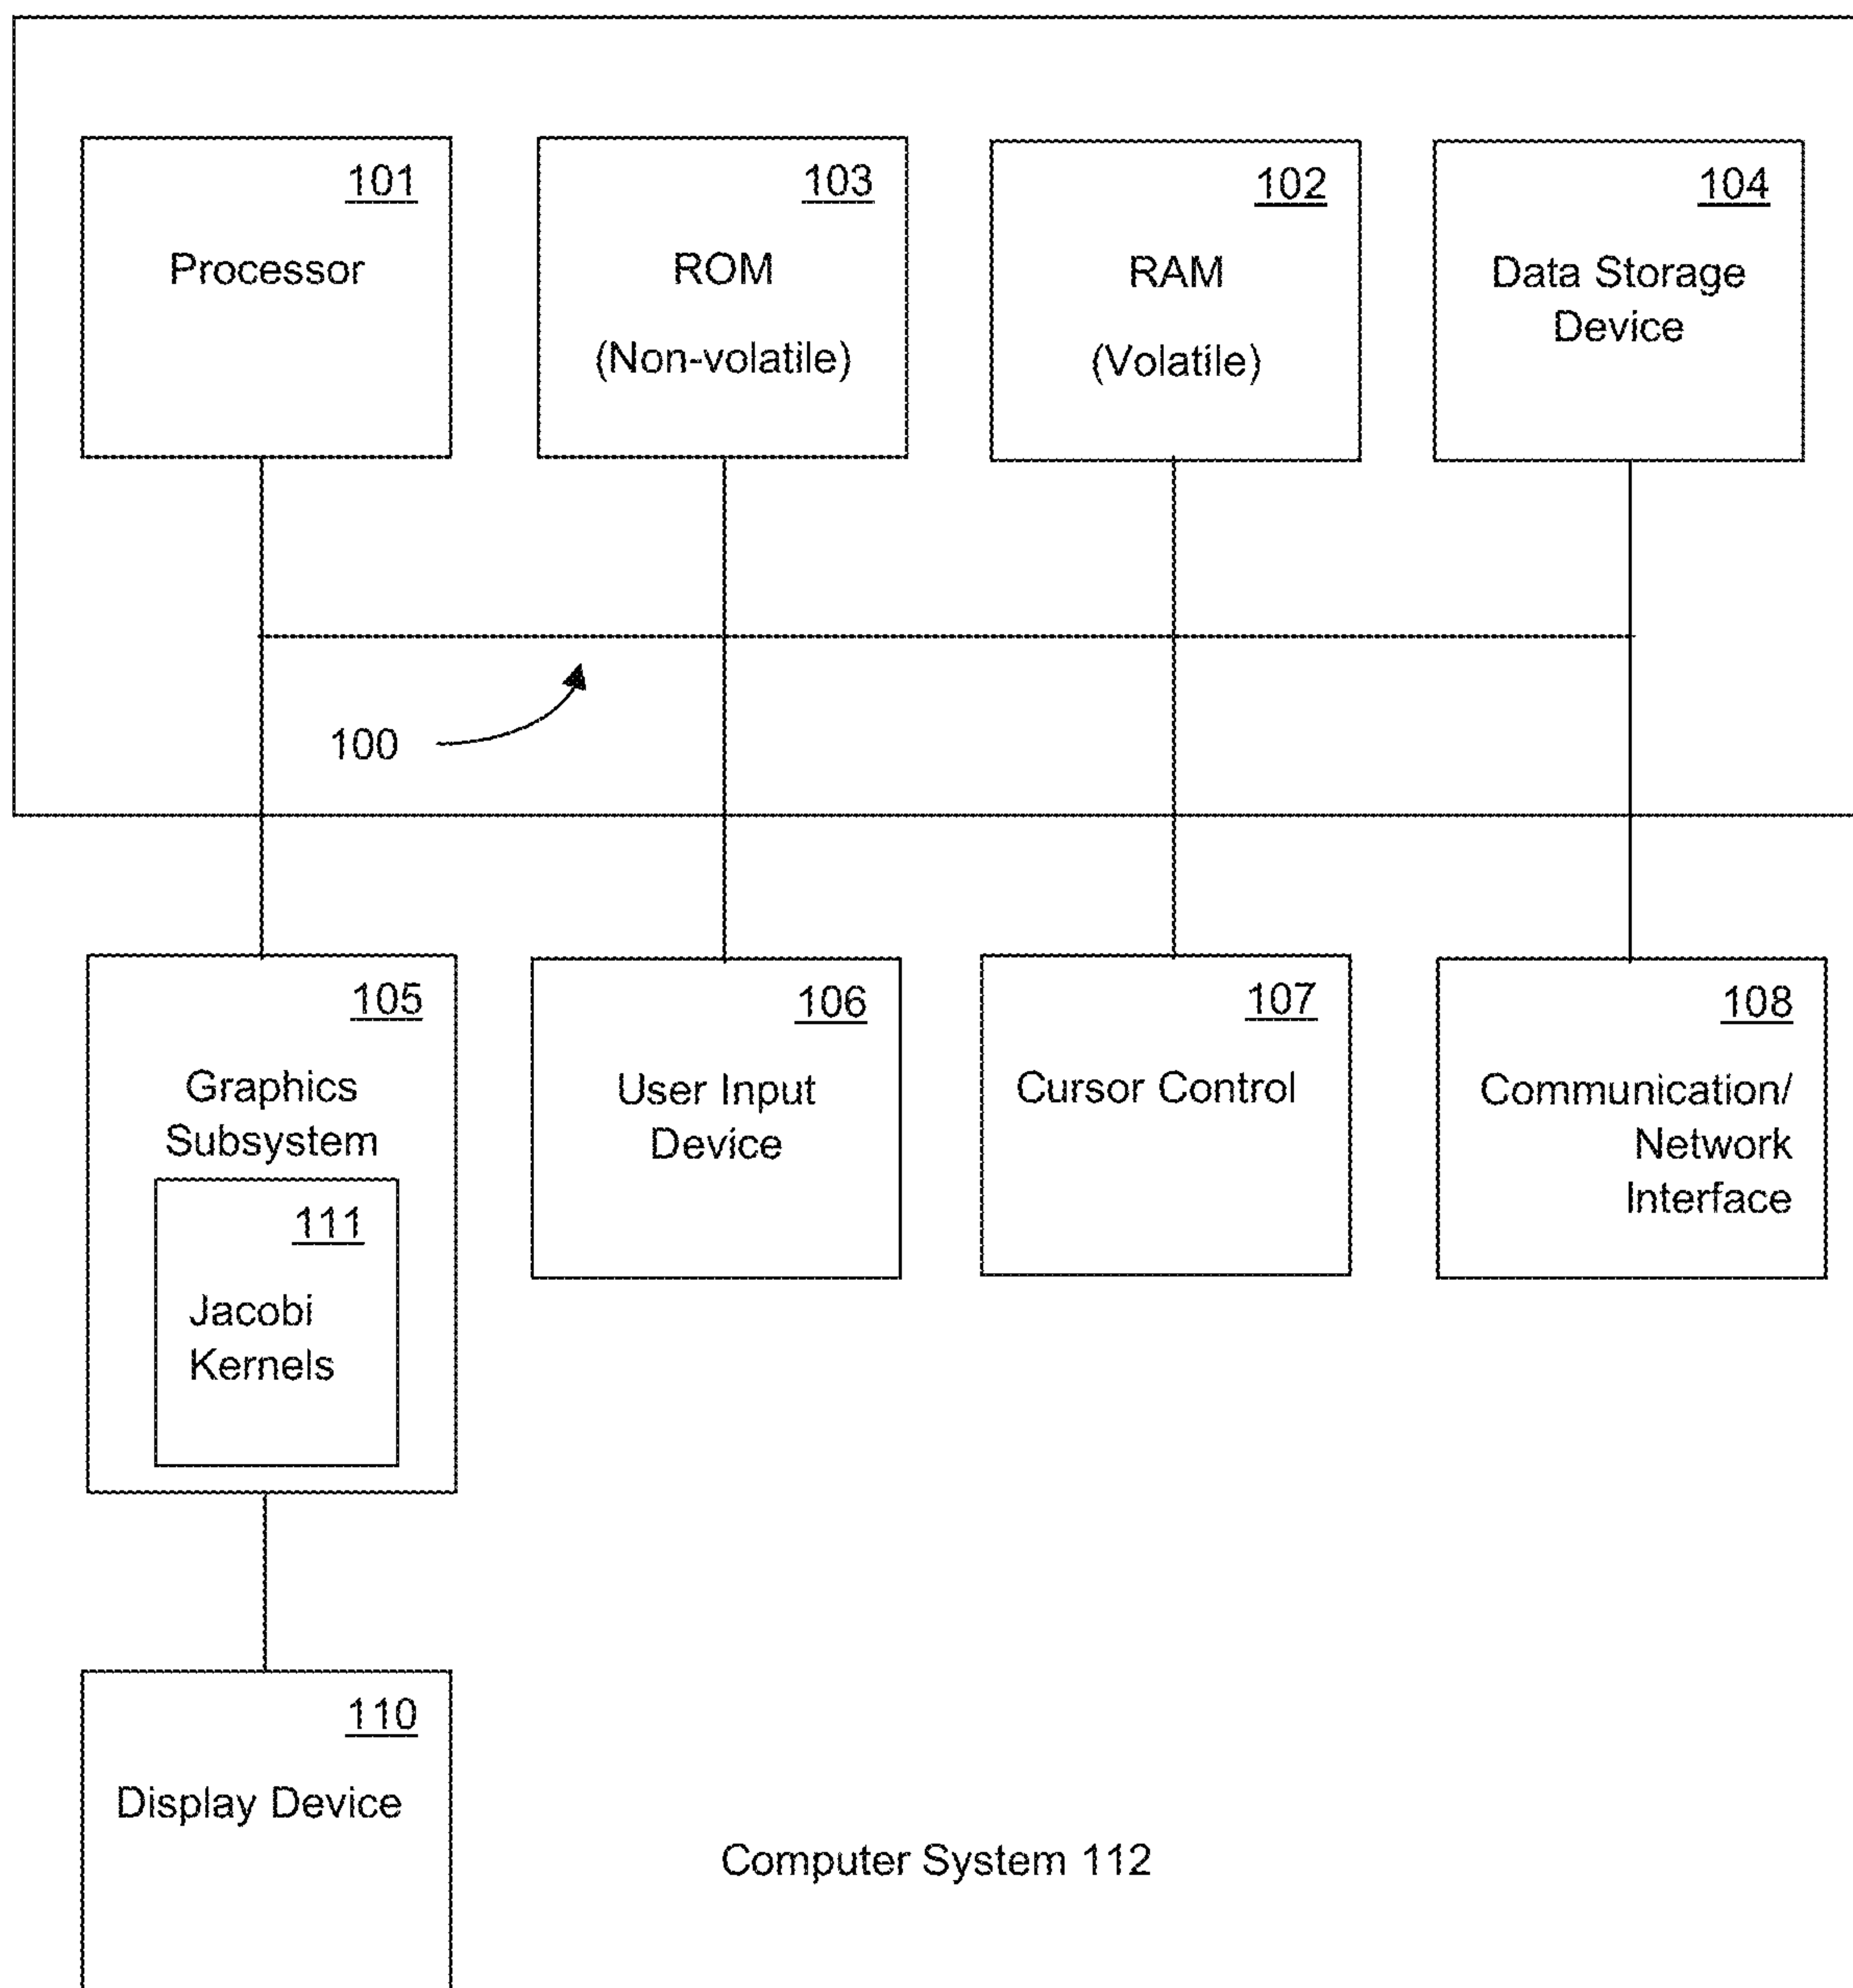 101
Processor
103
ROM
(Non-volatile)
102
RAM
(Volatile)
104
Data Storage
Device
100
105
Graphics
Subsystem
111
Jacobi
Kernels
106
User Input
Device
107
Cursor Control
108
Communication/
Network
Interface
110
Display Device
Computer System 112